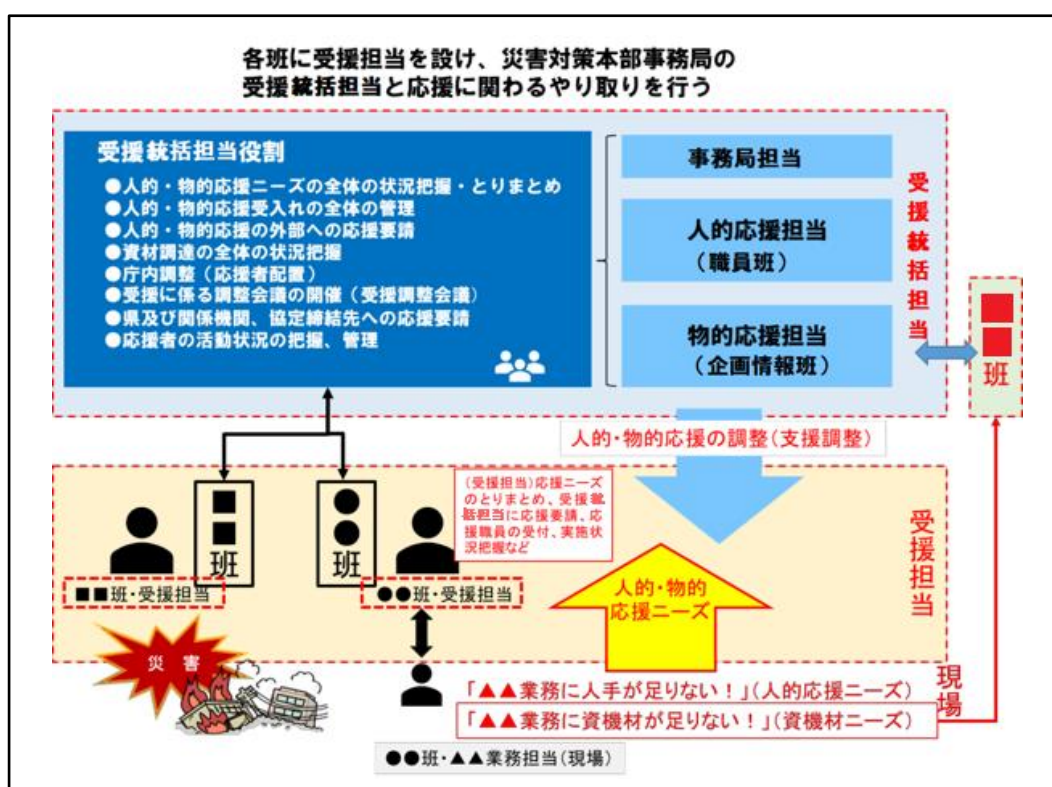 各班に受援担当を設け、災害対策本部事務局の
受援統括担当と応援に関わるやり取りを行う
受援統括担当役割
●人的・物的応援ニーズの全体の状況把握・とりまとめ
●人的・物的応援受入れの全体の管理
●人的・物的応援の外部への応援要請
●資材調達の全体の状況把握
●庁内調整（応援者配置）
●受援に係る調整会議の開催（受援調整会議）
●県及び関係機関、協定締結先への応援要請
●応援者の活動状況の把握、管理
事務局担当
人的応援担当
（職員班）
物的応援担当
（企画情報班）
受援統括担当
■■班
人的・物的応援の調整(支援調整)
■■班
●●班
(受援担当)応援ニーズ
のとりまとめ、受援統
括担当に応援要請、応
援職員の受付、実施状
況把握など
受援担当
■■班・受援担当
●●班・受援担当
人的・物的
応援ニーズ
災 害
「▲▲業務に人手が足りない！」(人的応援ニーズ)
「▲▲業務に資機材が足りない！」(資機材ニーズ)
現場
●●班・▲▲業務担当(現場)